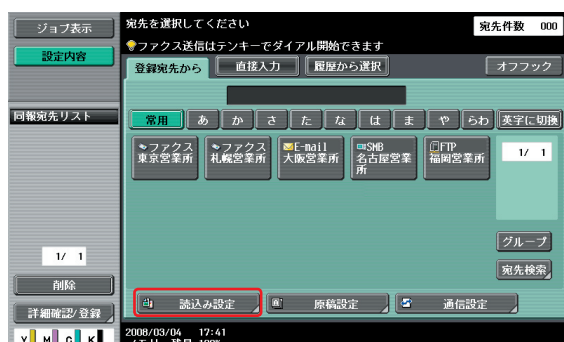 ジョブ表示
設定内容
宛先を選択してください
宛先件数 000
ファクス送信はテンキーでダイアル開始できます
登録宛先から
直接入力
履歴から選択
オフフック
同報宛先リスト
常用
あ
か
さ
た
な
は
ま
や
らわ
英字に切換
ファクス
東京営業所
ファクス
札幌営業所
E-mail
大阪営業所
SMB
名古屋営業
所
FTP
福岡営業所
1/ 1
グループ
宛先検索
1/ 1
削除
詳細確認/登録
読込み設定
原稿設定
通信設定
Y M C K
2008/03/04 17:41